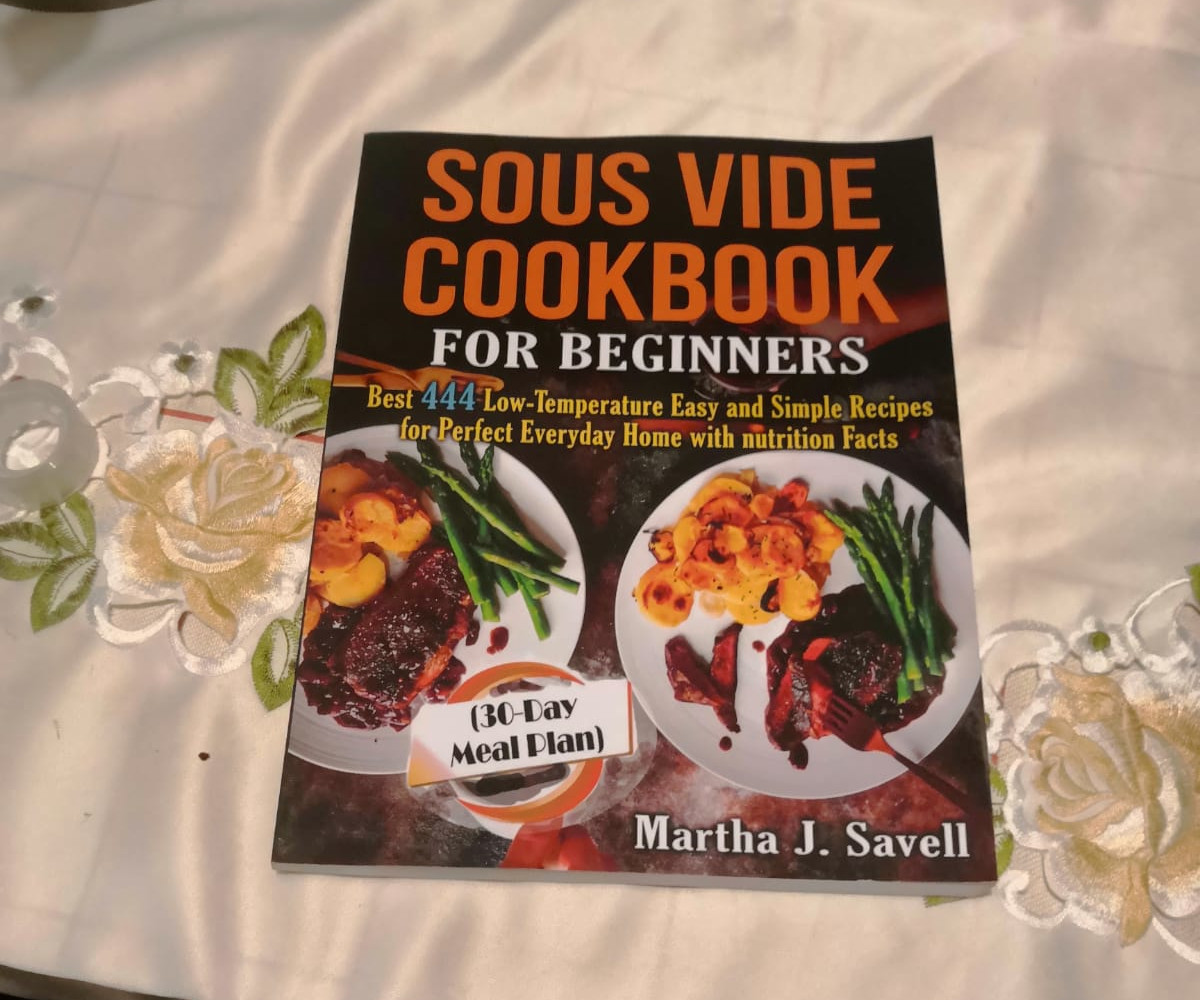 SOUS VIDE
COOKBOOK
FOR BEGINNERS
Best 444 Low-Temperature Easy and Simple Recipes
for Perfect Everyday Home with nutrition Facts
(30-Day
Meal Plan)
Martha J. Savell